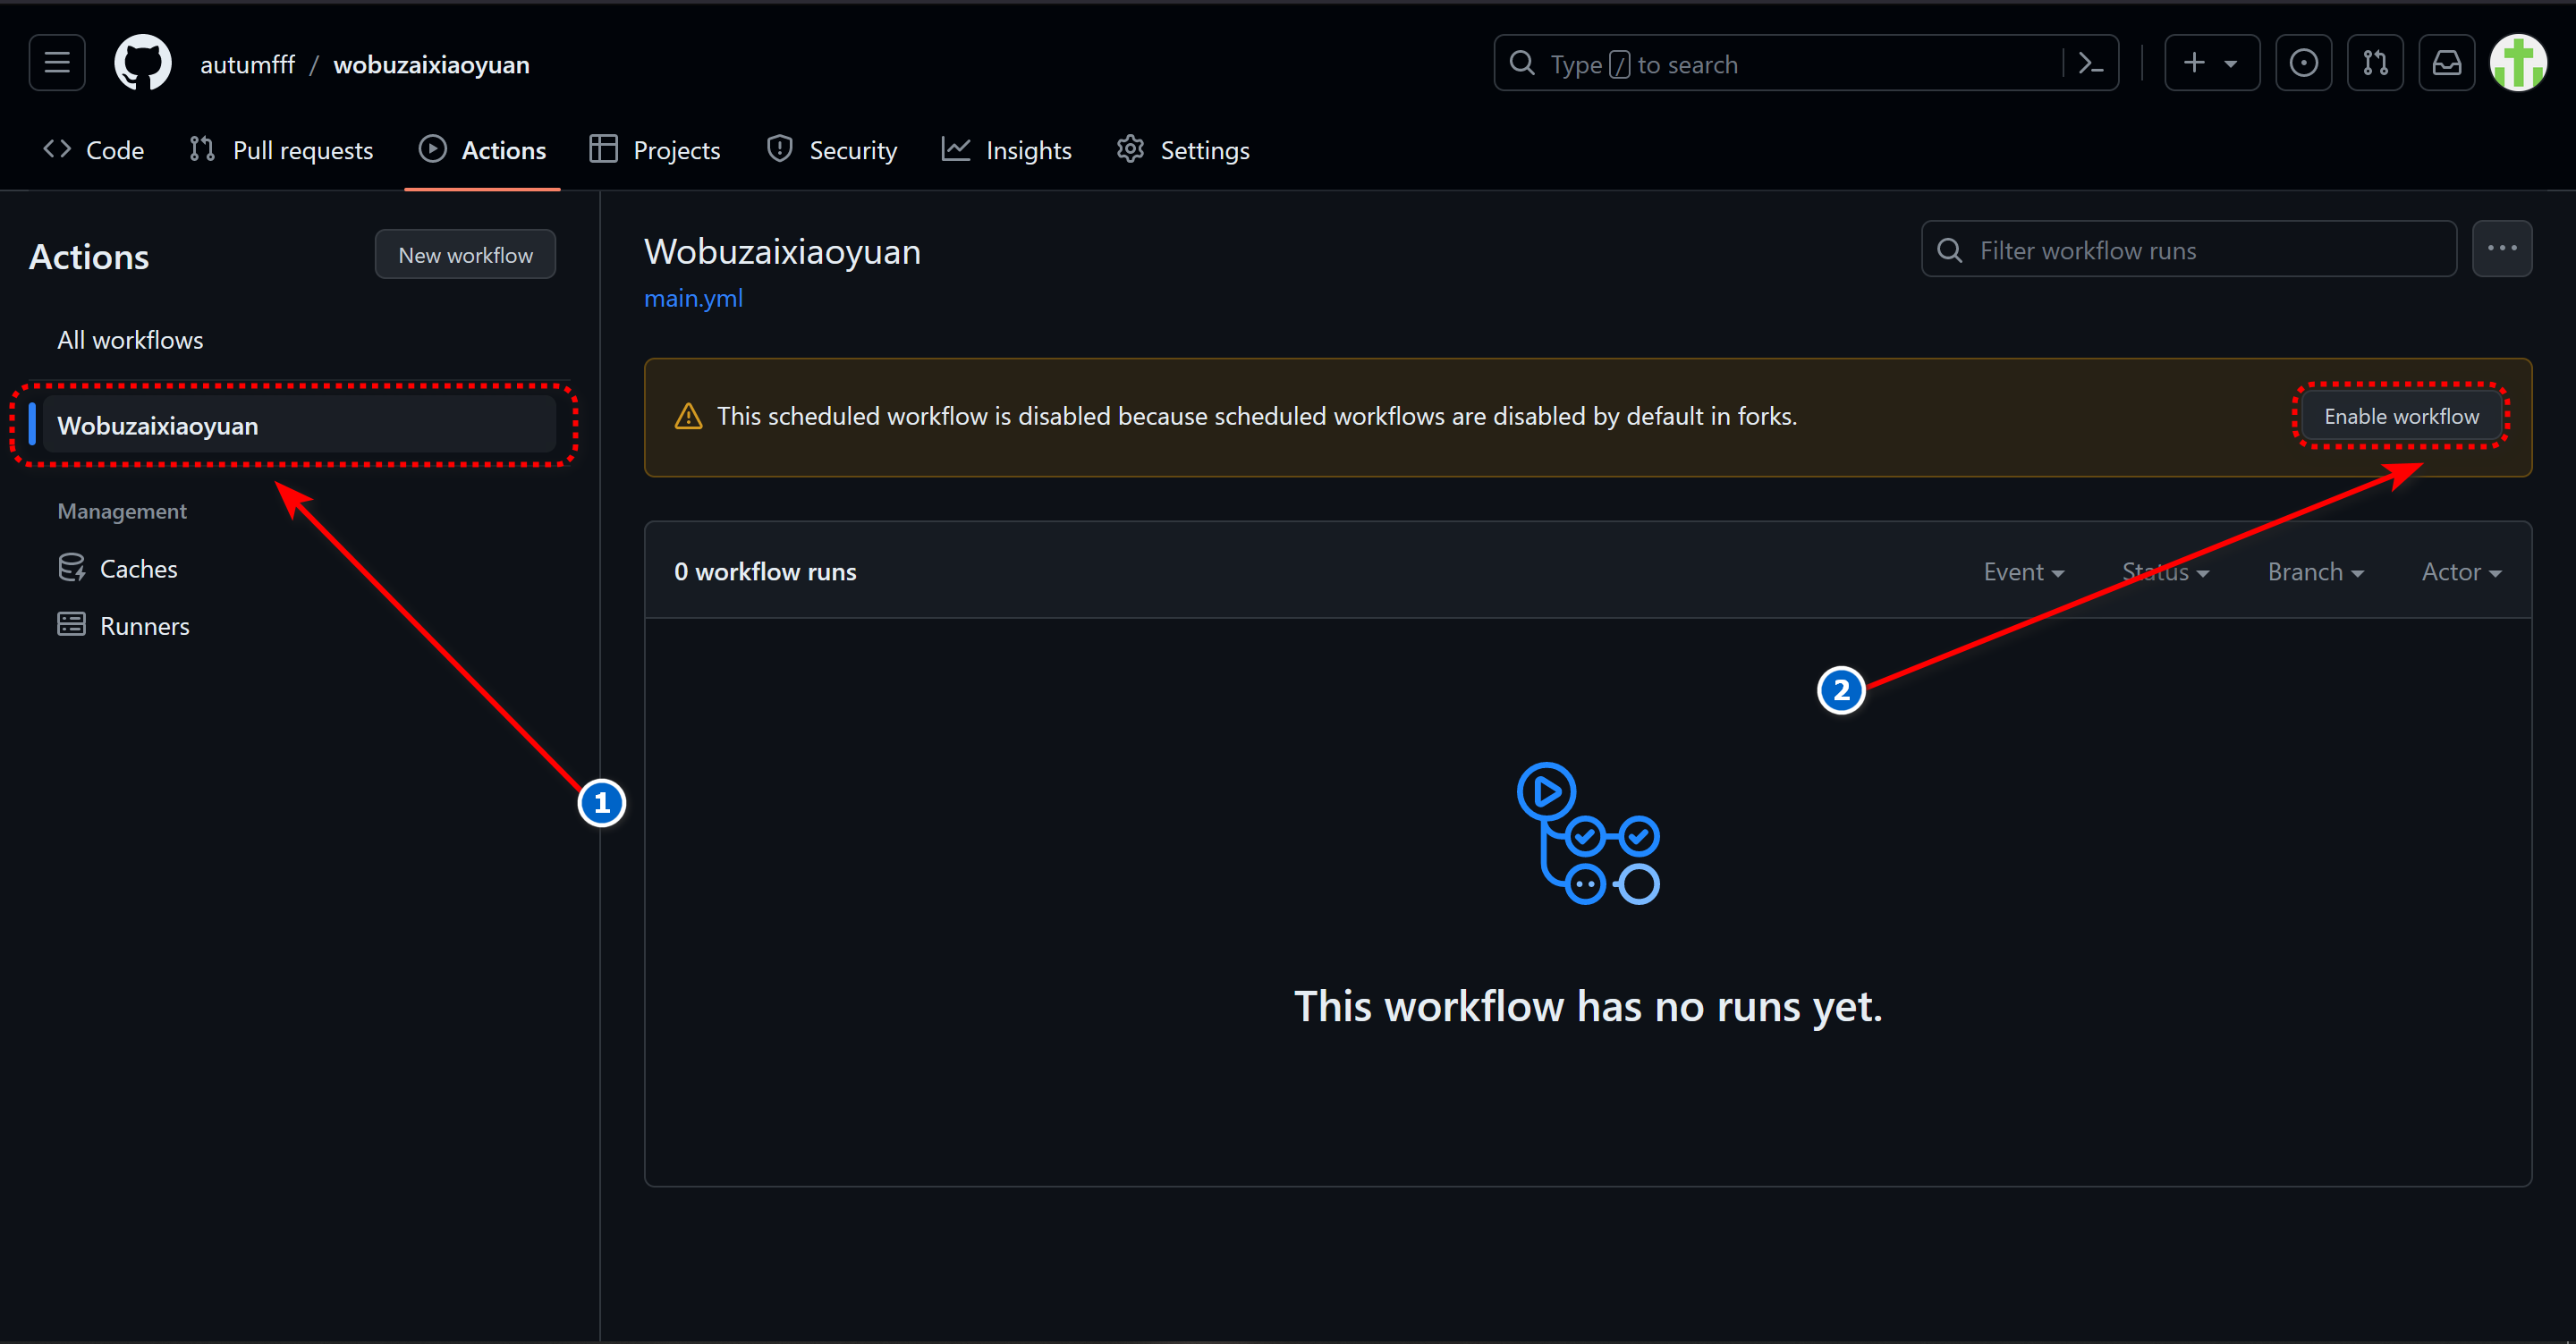 autumfff / wobuzaixiaoyuan
Type / to search
Code Pull requests Actions Projects Security Insights Settings
Actions
New workflow
All workflows
Wobuzaixiaoyuan
Management
Caches
Runners
Wobuzaixiaoyuan
main.yml
Filter workflow runs
This scheduled workflow is disabled because scheduled workflows are disabled by default in forks.
Enable workflow
0 workflow runs
Event Status Branch Actor
2
1
This workflow has no runs yet.